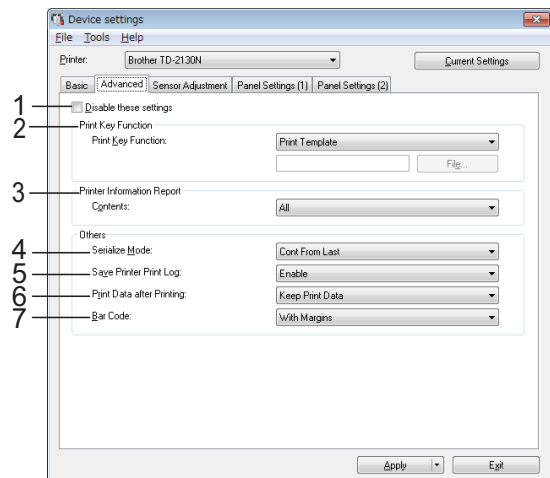 Device settings
File Tools Help
Printer: Brother TD-2130N Current Settings
Basic Advanced Sensor Adjustment Panel Settings (1) Panel Settings (2)
1 Disable these settings
2 Print Key Function
Print Key Function: Print Template
File...
3 Printer Information Report
Contents: All
Others
4 Serialize Mode: Cont From Last
5 Save Printer Print Log: Enable
6 Print Data after Printing: Keep Print Data
7 Bar Code: With Margins
Apply Exit